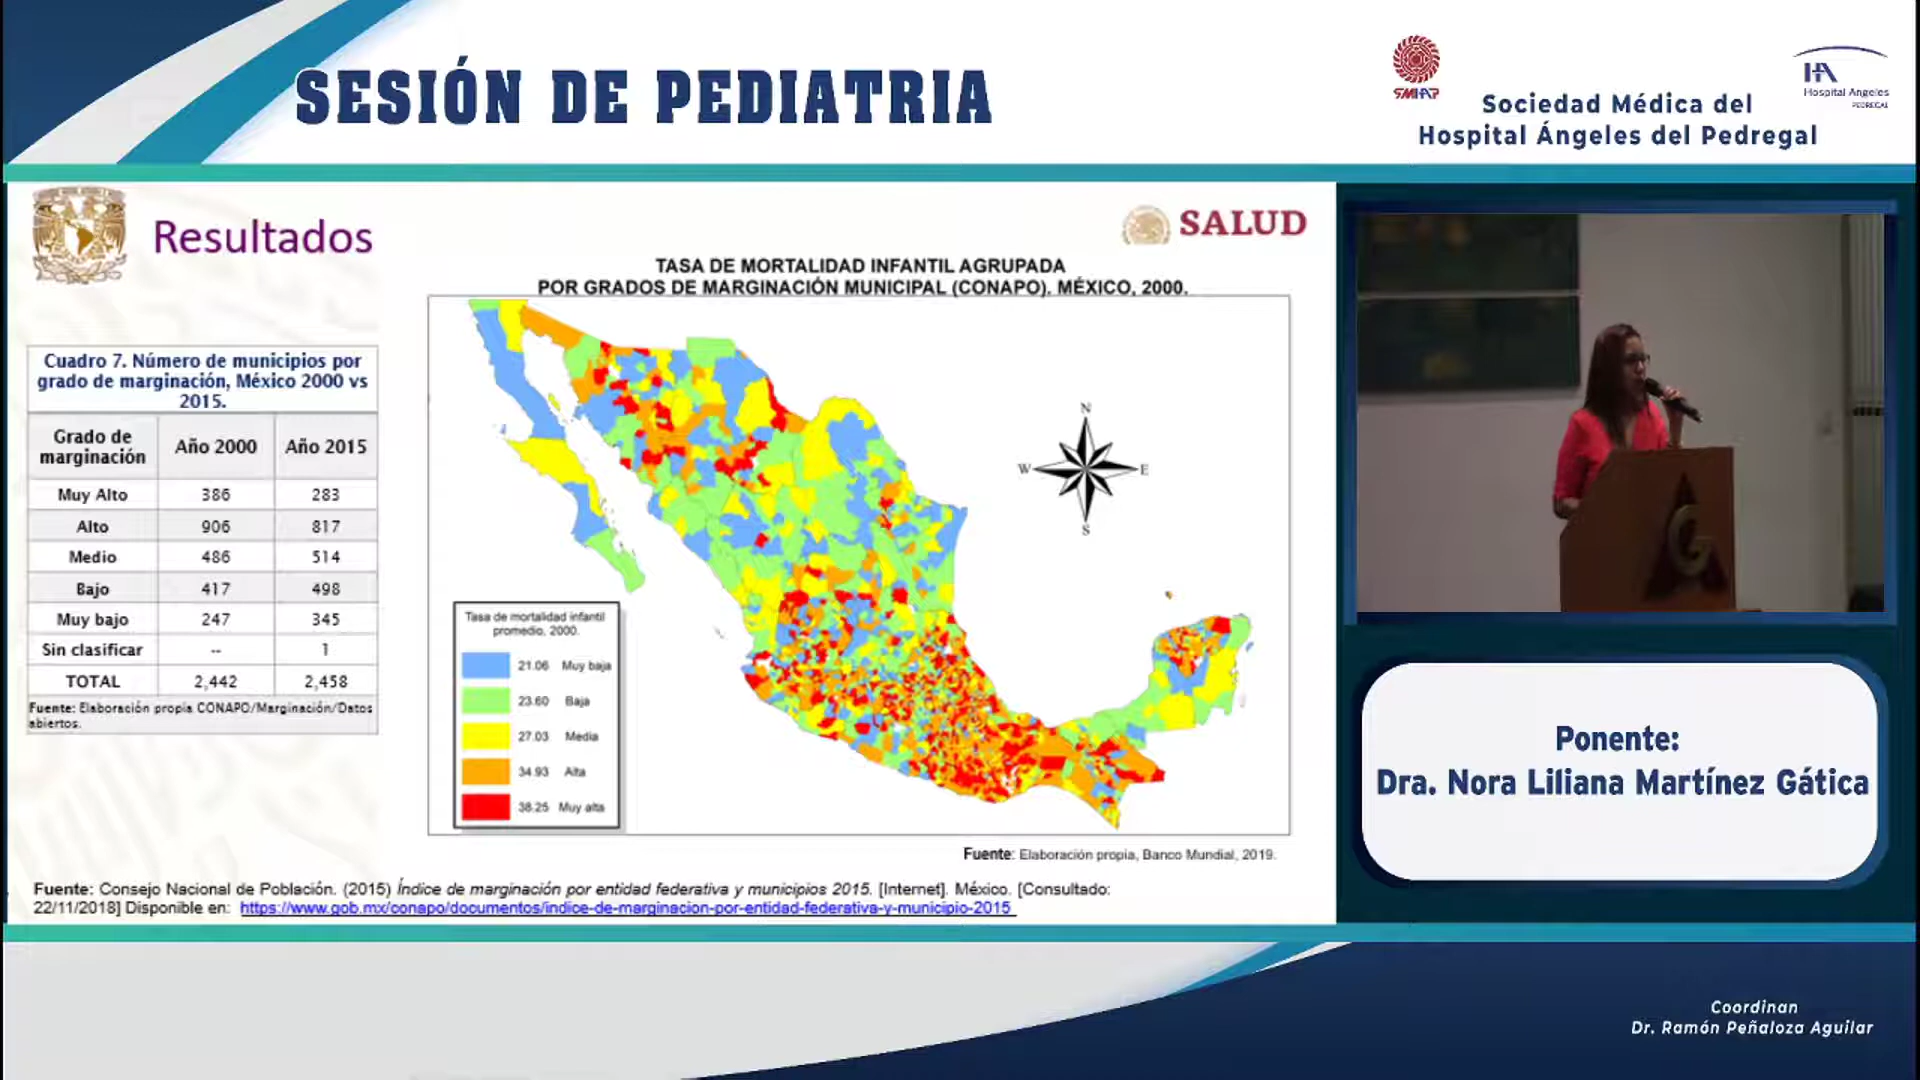 SESIÓN DE PEDIATRIA
SMHAP
HA
Hospital Angeles
PEDREGAL
Sociedad Médica del
Hospital Ángeles del Pedregal
Resultados
SALUD
TASA DE MORTALIDAD INFANTIL AGRUPADA
POR GRADOS DE MARGINACIÓN MUNICIPAL (CONAPO). MÉXICO, 2000.
Cuadro 7. Número de municipios por
grado de marginación, México 2000 vs
2015.
Grado de
marginación Año 2000 Año 2015
Muy Alto 386 283
Alto 906 817
Medio 486 514
Bajo 417 498
Muy bajo 247 345
Sin clasificar -- 1
TOTAL 2,442 2,458
Fuente: Elaboración propia CONAPO/Marginación/Datos
abiertos.
N
W E
S
Tasa de mortalidad infantil
promedio, 2000.
21.06 Muy baja
23.60 Baja
27.03 Media
34.93 Alta
38.25 Muy alta
Fuente: Elaboración propia, Banco Mundial, 2019.
Fuente: Consejo Nacional de Población. (2015) Índice de marginación por entidad federativa y municipios 2015. [Internet]. México. [Consultado:
22/11/2018] Disponible en: https://www.gob.mx/conapo/documentos/indice-de-marginacion-por-entidad-federativa-y-municipio-2015
Ponente:
Dra. Nora Liliana Martínez Gática
Coordinan
Dr. Ramón Peñaloza Aguilar